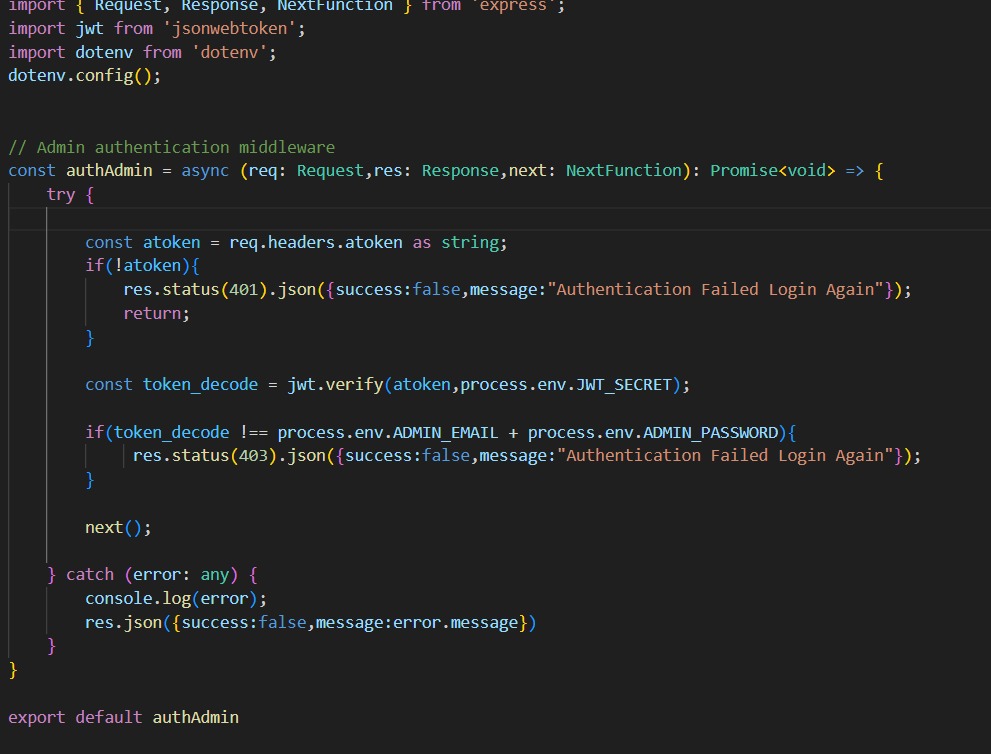 import { Request, Response, NextFunction } from 'express';
import jwt from 'jsonwebtoken';
import dotenv from 'dotenv';
dotenv.config();
// Admin authentication middleware
const authAdmin = async (req: Request,res: Response,next: NextFunction): Promise<void> => {
try {
const atoken = req.headers.atoken as string;
if(!atoken){
res.status(401).json({success:false,message:"Authentication Failed Login Again"});
return;
}
const token_decode = jwt.verify(atoken,process.env.JWT_SECRET);
if(token_decode !== process.env.ADMIN_EMAIL + process.env.ADMIN_PASSWORD){
res.status(403).json({success:false,message:"Authentication Failed Login Again"});
}
next();
} catch (error: any) {
console.log(error);
res.json({success:false,message:error.message})
}
}
export default authAdmin